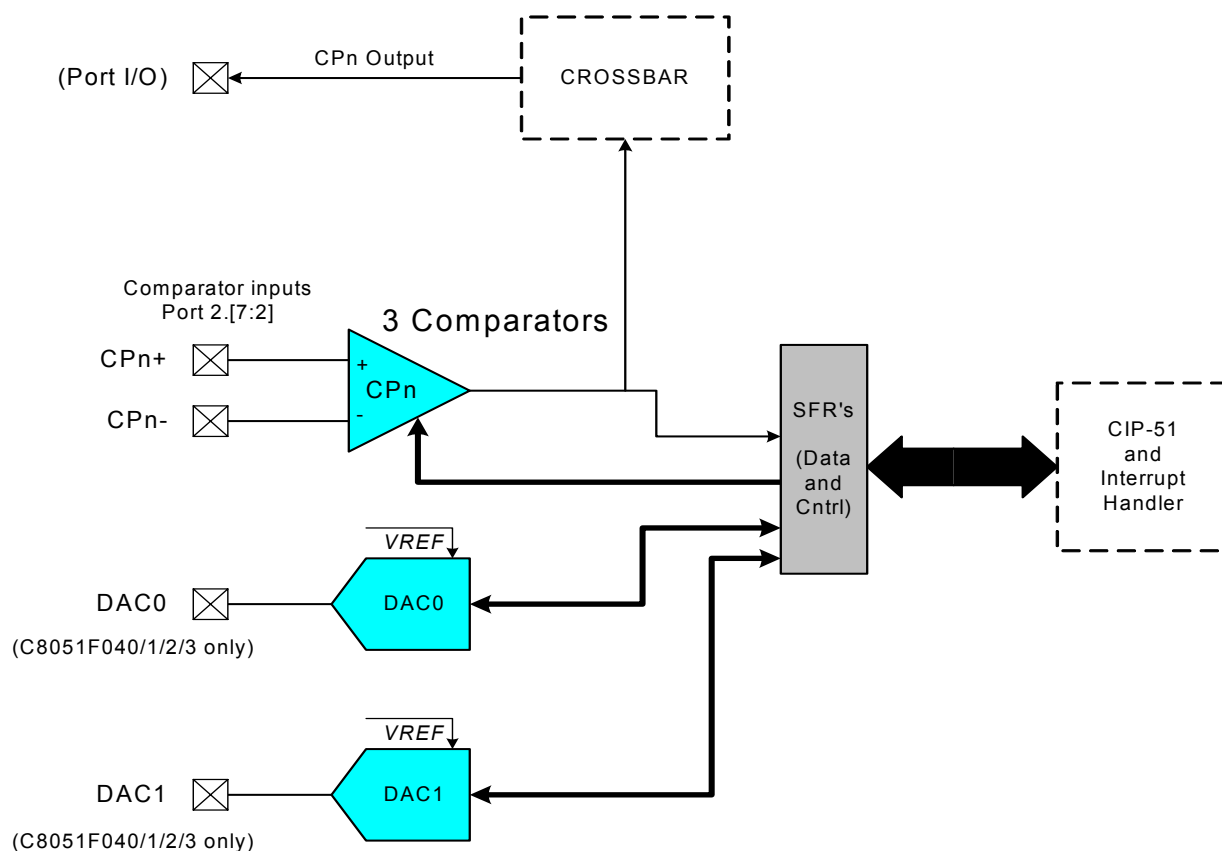 (Port I/O)
CPn Output
CROSSBAR
Comparator inputs
Port 2.[7:2]
3 Comparators
CPn+
+
CPn
CPn-
-
SFR's
(Data
and
Cntrl)
CIP-51
and
Interrupt
Handler
VREF
DAC0
DAC0
(C8051F040/1/2/3 only)
VREF
DAC1
DAC1
(C8051F040/1/2/3 only)